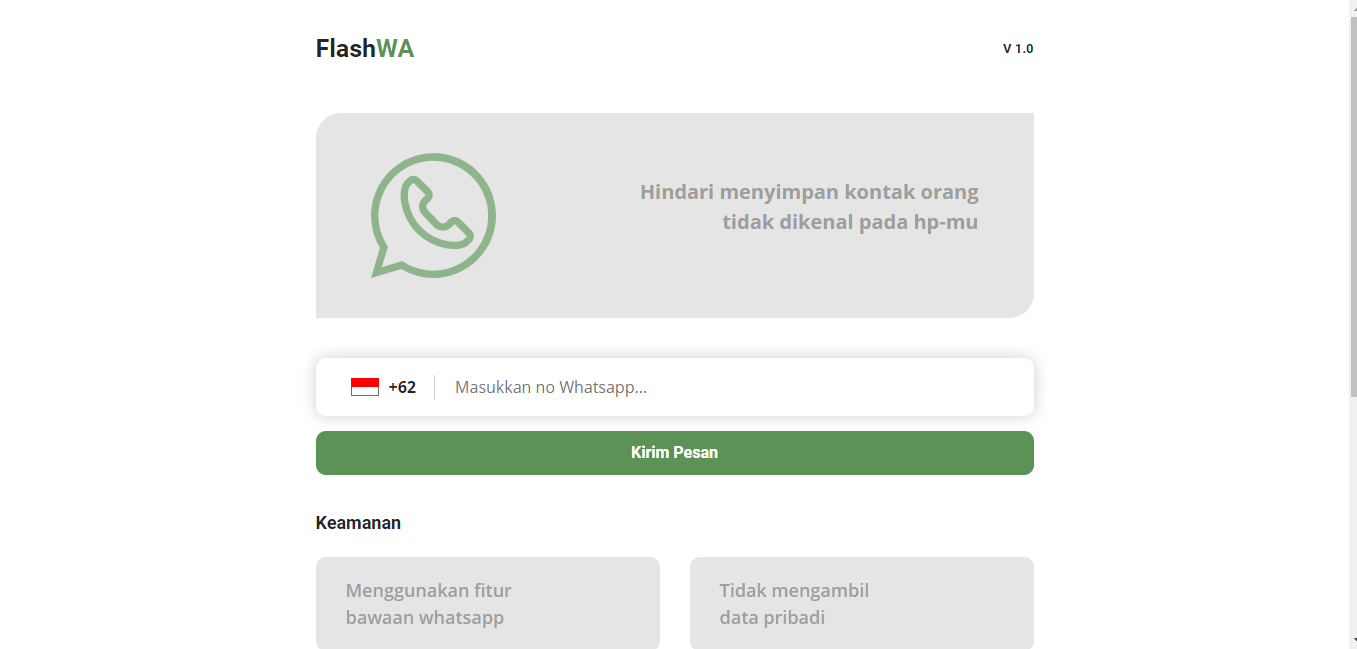 FlashWA
V 1.0
Hindari menyimpan kontak orang
tidak dikenal pada hp-mu
+62
Masukkan no Whatsapp...
Kirim Pesan
Keamanan
Menggunakan fitur
bawaan whatsapp
Tidak mengambil
data pribadi